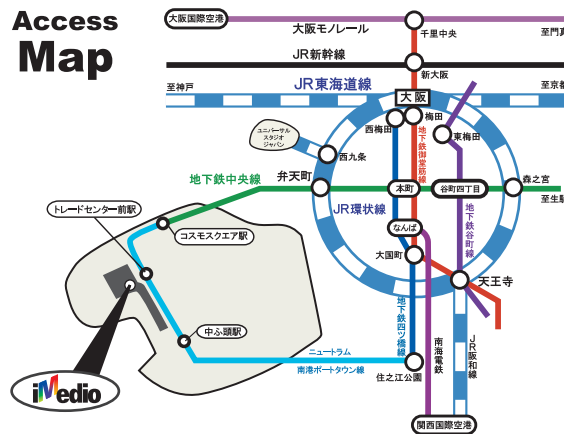 Access
Map
大阪国際空港
大阪モノレール
千里中央
至門真
JR新幹線
新大阪
至神戸
JR東海道線
至京都
大阪
梅田
西梅田
東梅田
ユニバーサル
スタジオ
ジャパン
西九条
地下鉄御堂筋線
地下鉄中央線
弁天町
本町
谷町四丁目
森之宮
至生駒
JR環状線
地下鉄谷町線
トレードセンター前駅
コスモスクエア駅
なんば
大国町
天王寺
地下鉄四ツ橋線
中ふ頭駅
ニュートラム
南港ポートタウン線
住之江公園
南海電鉄
JR阪和線
iMedio
関西国際空港